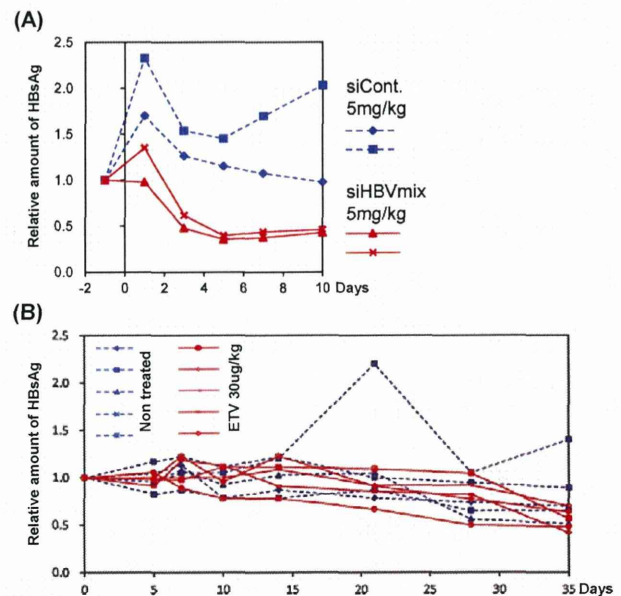 (A)
Relative amount of HBsAg
2.5
2.0
1.5
1.0
0.5
0.0
-2 0 2 4 6 8 10 Days
siCont.
5mg/kg
siHBVmix
5mg/kg
(B)
Relative amount of HBsAg
2.5
2.0
1.5
1.0
0.5
0.0
Non treated
ETV 30ug/kg
0 5 10 15 20 25 30 35 Days